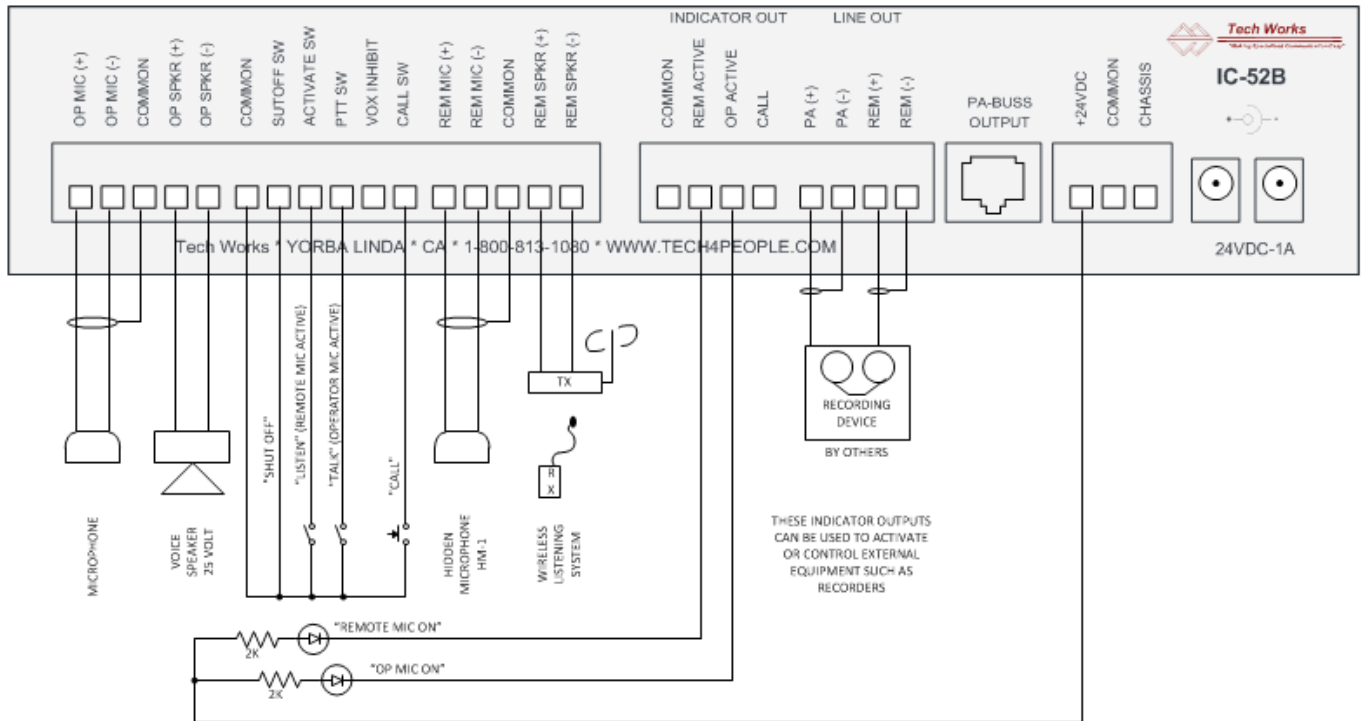 INDICATOR OUT
LINE OUT
OP MIC (+)
OP MIC (-)
COMMON
OP SPKR (+)
OP SPKR (-)
COMMON
SUTOFF SW
ACTIVATE SW
PTT SW
VOX INHIBIT
CALL SW
REM MIC (+)
REM MIC (-)
COMMON
REM SPKR (+)
REM SPKR (-)
COMMON
REM ACTIVE
OP ACTIVE
CALL
PA (+)
PA (-)
REM (+)
REM (-)
PA-BUSS
OUTPUT
+24VDC
COMMON
CHASSIS
Tech Works
IC-52B
24VDC-1A
Tech Works * YORBA LINDA * CA * 1-800-813-1080 * WWW.TECH4PEOPLE.COM
MICROPHONE
VOICE
SPEAKER
25 VOLT
"SHUT OFF"
"LISTEN" (REMOTE MIC ACTIVE)
"TALK" (OPERATOR MIC ACTIVE)
"CALL"
HIDDEN
MICROPHONE
HM-1
TX
R
X
WIRELESS
LISTENING
SYSTEM
RECORDING
DEVICE
BY OTHERS
THESE INDICATOR OUTPUTS
CAN BE USED TO ACTIVATE
OR CONTROL EXTERNAL
EQUIPMENT SUCH AS
RECORDERS
2K
"REMOTE MIC ON"
2K
"OP MIC ON"